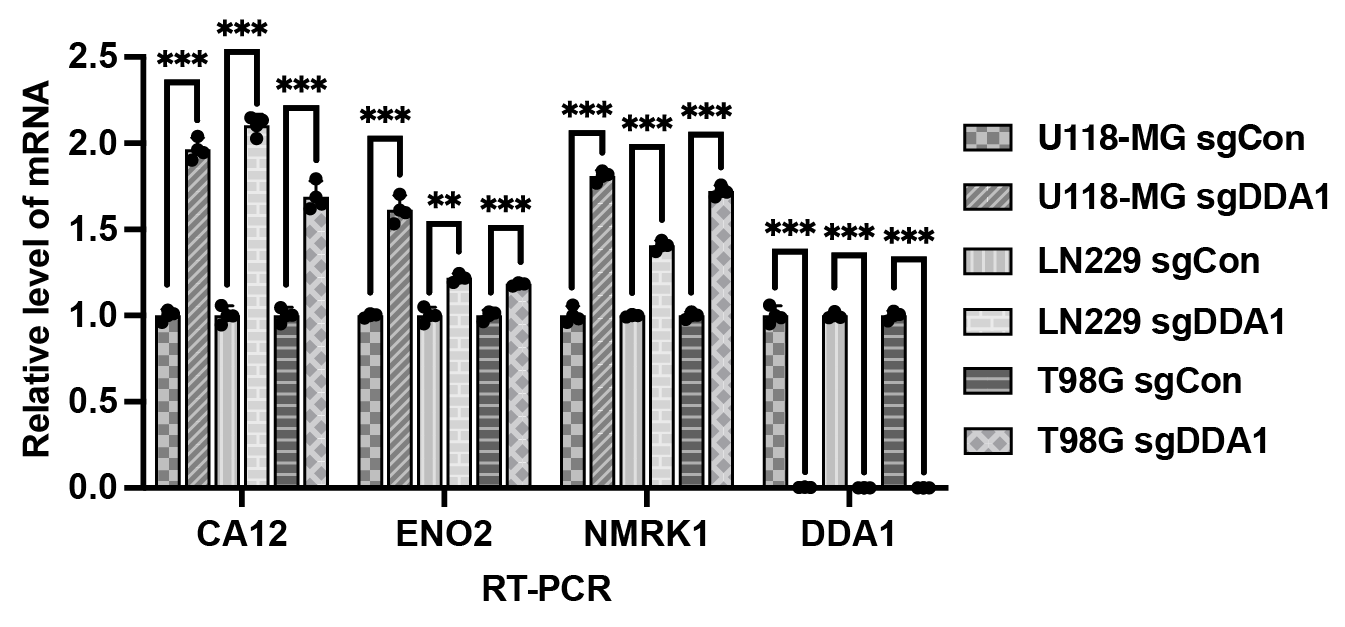 Relative level of mRNA
2.5
2.0
1.5
1.0
0.5
0.0
*** *** ***
*** ** ***
*** *** ***
*** *** ***
CA12 ENO2 NMRK1 DDA1
RT-PCR
U118-MG sgCon
U118-MG sgDDA1
LN229 sgCon
LN229 sgDDA1
T98G sgCon
T98G sgDDA1